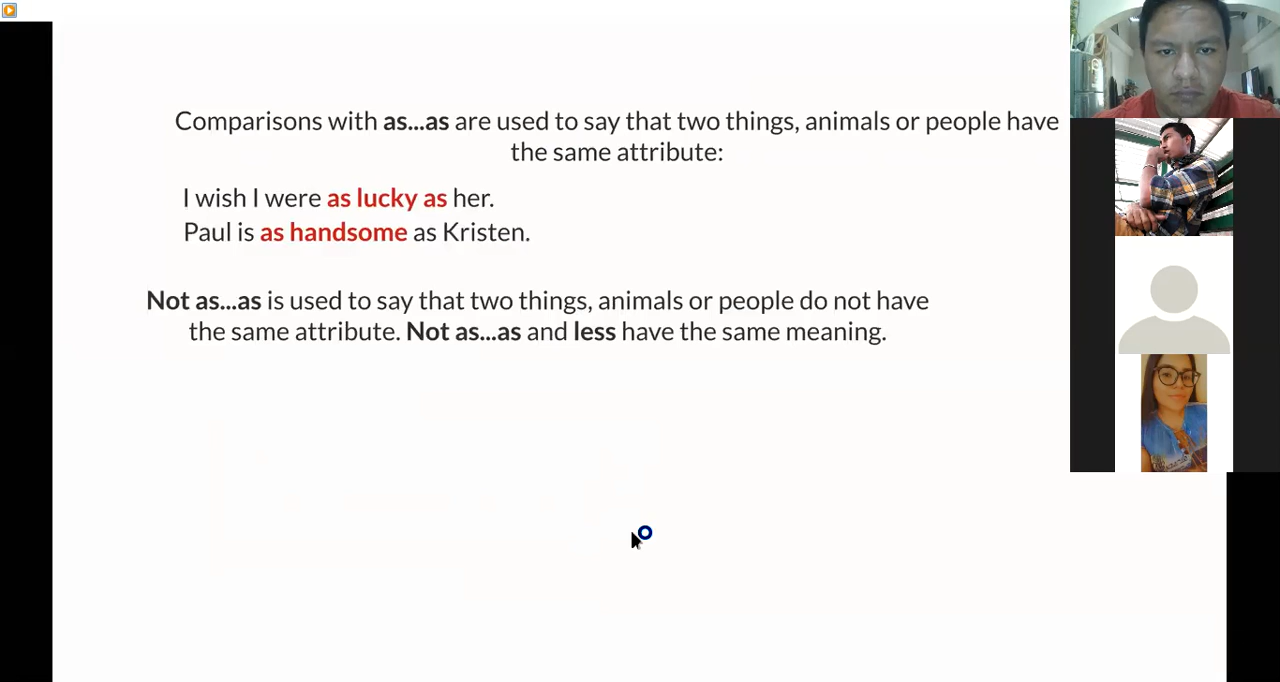 Comparisons with as...as are used to say that two things, animals or people have
the same attribute:
I wish I were as lucky as her.
Paul is as handsome as Kristen.
Not as...as is used to say that two things, animals or people do not have
the same attribute. Not as...as and less have the same meaning.